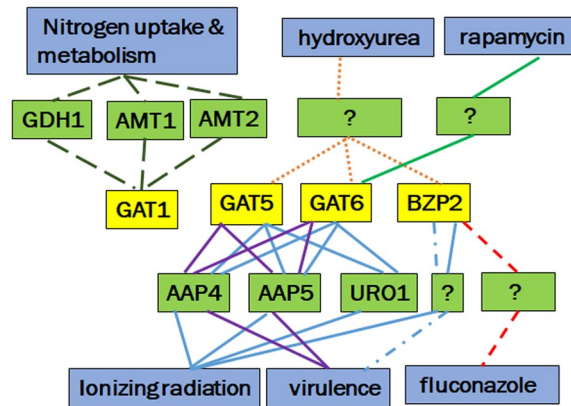 Nitrogen uptake &
metabolism
hydroxyurea
rapamycin
GDH1
AMT1
AMT2
?
?
GAT1
GAT5
GAT6
BZP2
AAP4
AAP5
URO1
?
?
Ionizing radiation
virulence
fluconazole